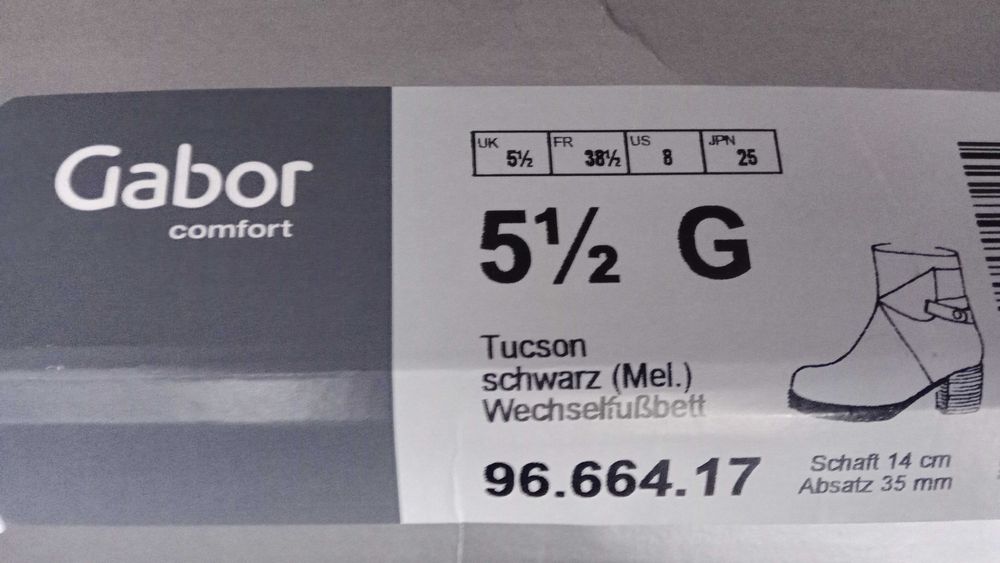 Gabor
comfort
UK 5½ FR 38½ US 8 JPN 25
5½ G
Tucson
schwarz (Mel.)
Wechselfußbett
96.664.17
Schaft 14 cm
Absatz 35 mm